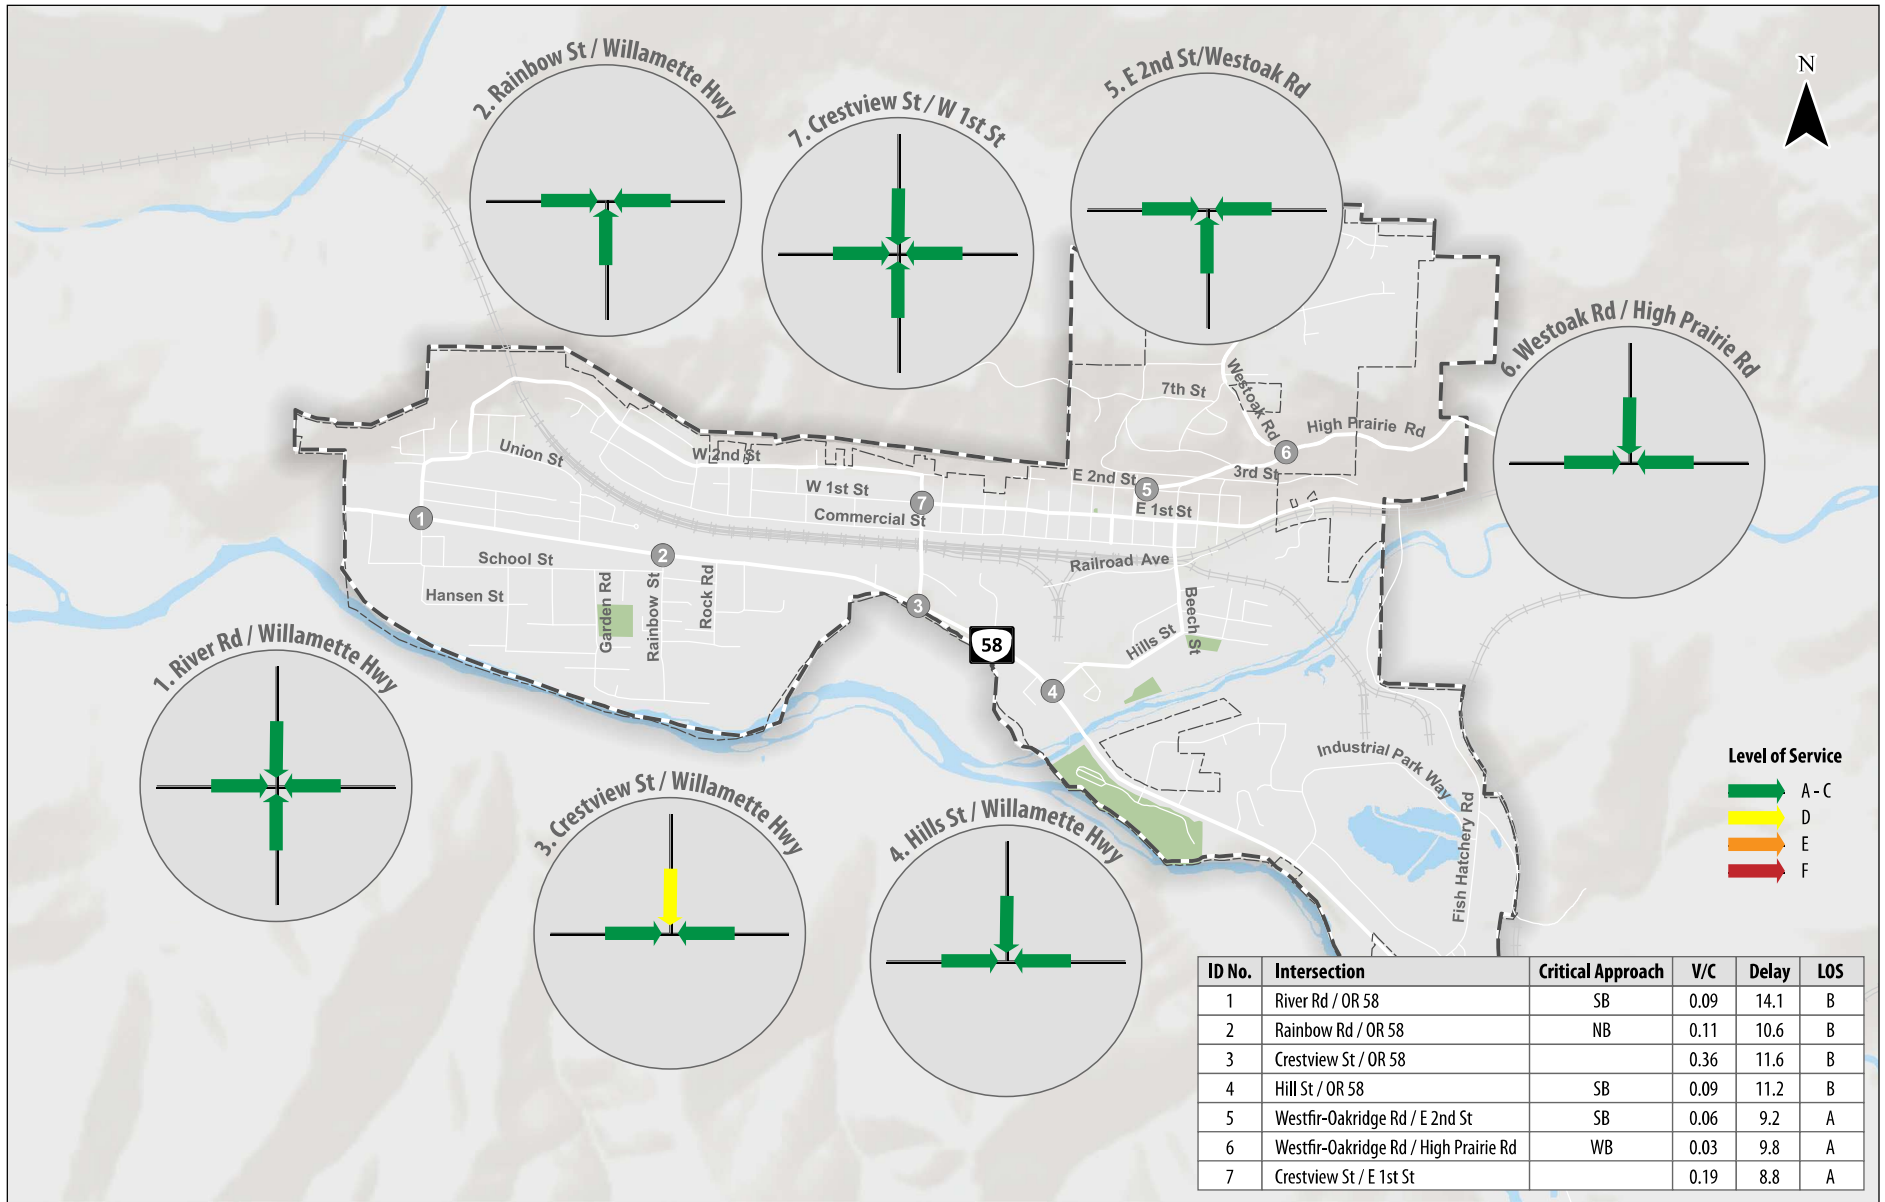 2. Rainbow St / Willamette Hwy
7. Crestview St / W 1st St
5. E 2nd St/Westoak Rd
N
6. Westoak Rd / High Prairie Rd
7th St
Westoak Rd
High Prairie Rd
6
Union St
W 2nd St
E 2nd St
3rd St
5
W 1st St
7
E 1st St
1
Commercial St
2
School St
Railroad Ave
Hansen St
Garden Rd
Rainbow St
Rock Rd
3
Beech St
58
Hills St
4
1. River Rd / Willamette Hwy
3. Crestview St / Willamette Hwy
4. Hills St / Willamette Hwy
Industrial Park Way
Fish Hatchery Rd
Level of Service
A - C
D
E
F
ID No. Intersection Critical Approach V/C Delay LOS
1 River Rd / OR 58 SB 0.09 14.1 B
2 Rainbow Rd / OR 58 NB 0.11 10.6 B
3 Crestview St / OR 58 0.36 11.6 B
4 Hill St / OR 58 SB 0.09 11.2 B
5 Westfir-Oakridge Rd / E 2nd St SB 0.06 9.2 A
6 Westfir-Oakridge Rd / High Prairie Rd WB 0.03 9.8 A
7 Crestview St / E 1st St 0.19 8.8 A